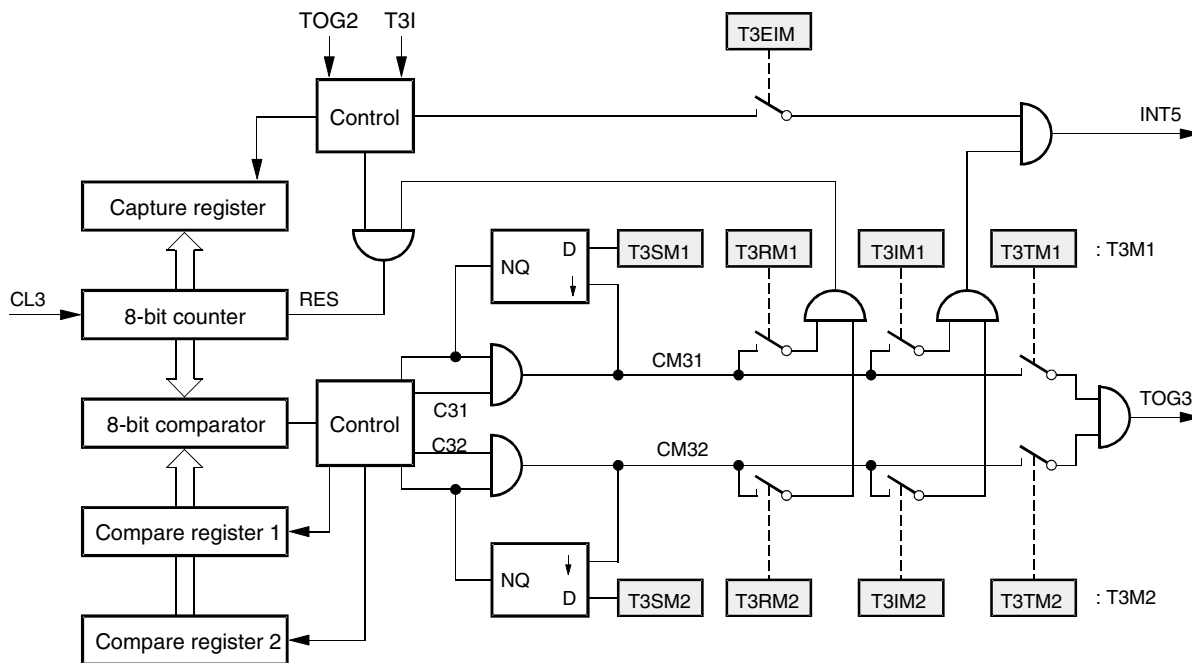 TOG2 T3I
T3EIM
Control
INT5
Capture register
D T3SM1 T3RM1 T3IM1 T3TM1 : T3M1
NQ
CL3
8-bit counter
RES
CM31
TOG3
C31
8-bit comparator
Control
C32
CM32
Compare register 1
NQ
D T3SM2 T3RM2 T3IM2 T3TM2 : T3M2
Compare register 2